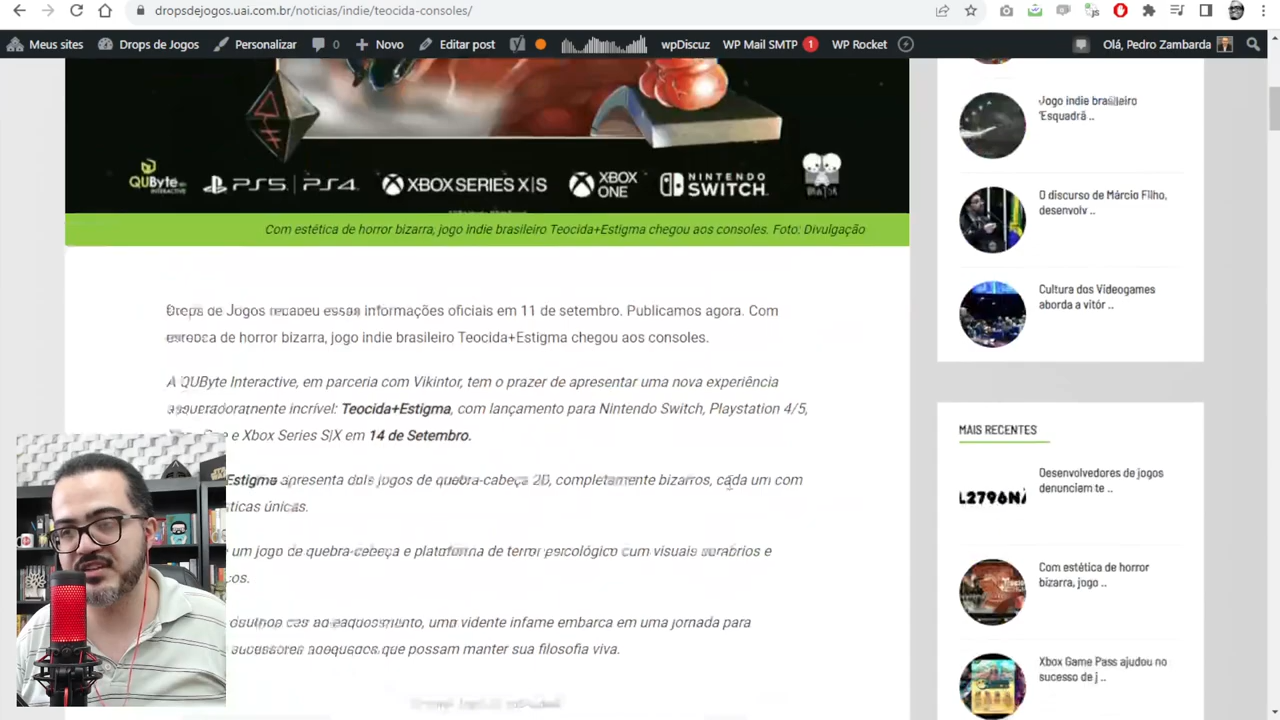 dropsdejogos.uai.com.br/noticias/indie/teocida-consoles/
Meus sites Drops de Jogos Personalizar 0 Novo Editar post wpDiscuz WP Mail SMTP 1 WP Rocket Olá, Pedro Zambarda
QUByte INTERACTIVE PS5 | PS4 XBOX SERIES X|S XBOX ONE NINTENDO SWITCH
Com estética de horror bizarra, jogo indie brasileiro Teocida+Estigma chegou aos consoles. Foto: Divulgação
Drops de Jogos recebeu essas informações oficiais em 11 de setembro. Publicamos agora. Com
de horror bizarra, jogo indie brasileiro Teocida+Estigma chegou aos consoles.
A QUByte Interactive, em parceria com Vikintor, tem o prazer de apresentar uma nova experiência
incrível: Teocida+Estigma, com lançamento para Nintendo Switch, Playstation 4/5,
e Xbox Series S|X em 14 de Setembro.
Estigma apresenta dois jogos de quebra-cabeça 2D, completamente bizarros, cada um com
únicas.
um jogo de quebra-cabeça e plataforma de terror psicológico com visuais sombrios e
uma vidente infame embarca em uma jornada para
que possam manter sua filosofia viva.
Jogo indie brasileiro
'Esquadrã ..
O discurso de Márcio Filho,
desenvolv ..
Cultura dos Videogames
aborda a vitór ..
MAIS RECENTES
L2796NA
Desenvolvedores de jogos
denunciam te ..
Com estética de horror
bizarra, jogo ..
Xbox Game Pass ajudou no
sucesso de j ..